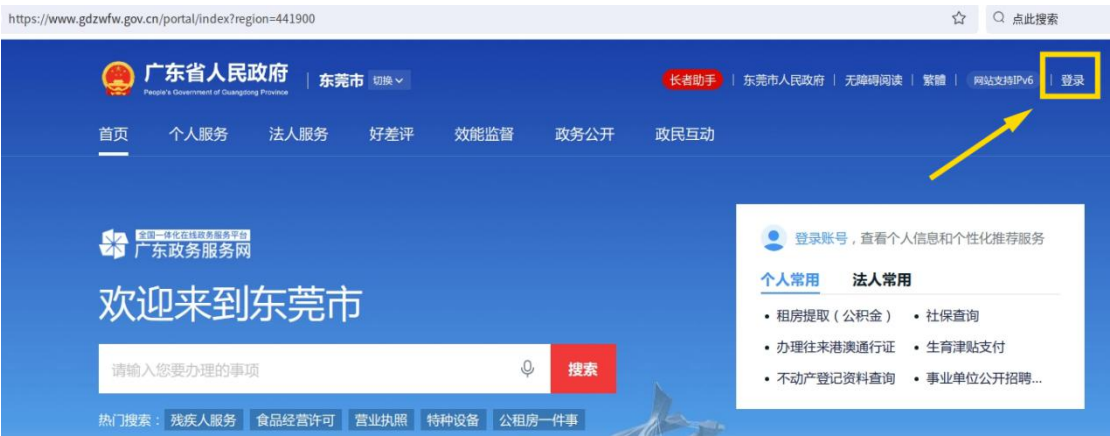 https://www.gdzwfw.gov.cn/portal/index?region=441900 点此搜索
广东省人民政府 东莞市 切换 长者助手 | 东莞市人民政府 | 无障碍阅读 | 繁體 | 网站支持IPv6 | 登录
People's Government of Guangdong Province
首页 个人服务 法人服务 好差评 效能监督 政务公开 政民互动
全国一体化在线政务服务平台
广东政务服务网
欢迎来到东莞市
请输入您要办理的事项 搜索
热门搜索： 残疾人服务 食品经营许可 营业执照 特种设备 公租房一件事
登录账号，查看个人信息和个性化推荐服务
个人常用 法人常用
• 租房提取（公积金） • 社保查询
• 办理往来港澳通行证 • 生育津贴支付
• 不动产登记资料查询 • 事业单位公开招聘...